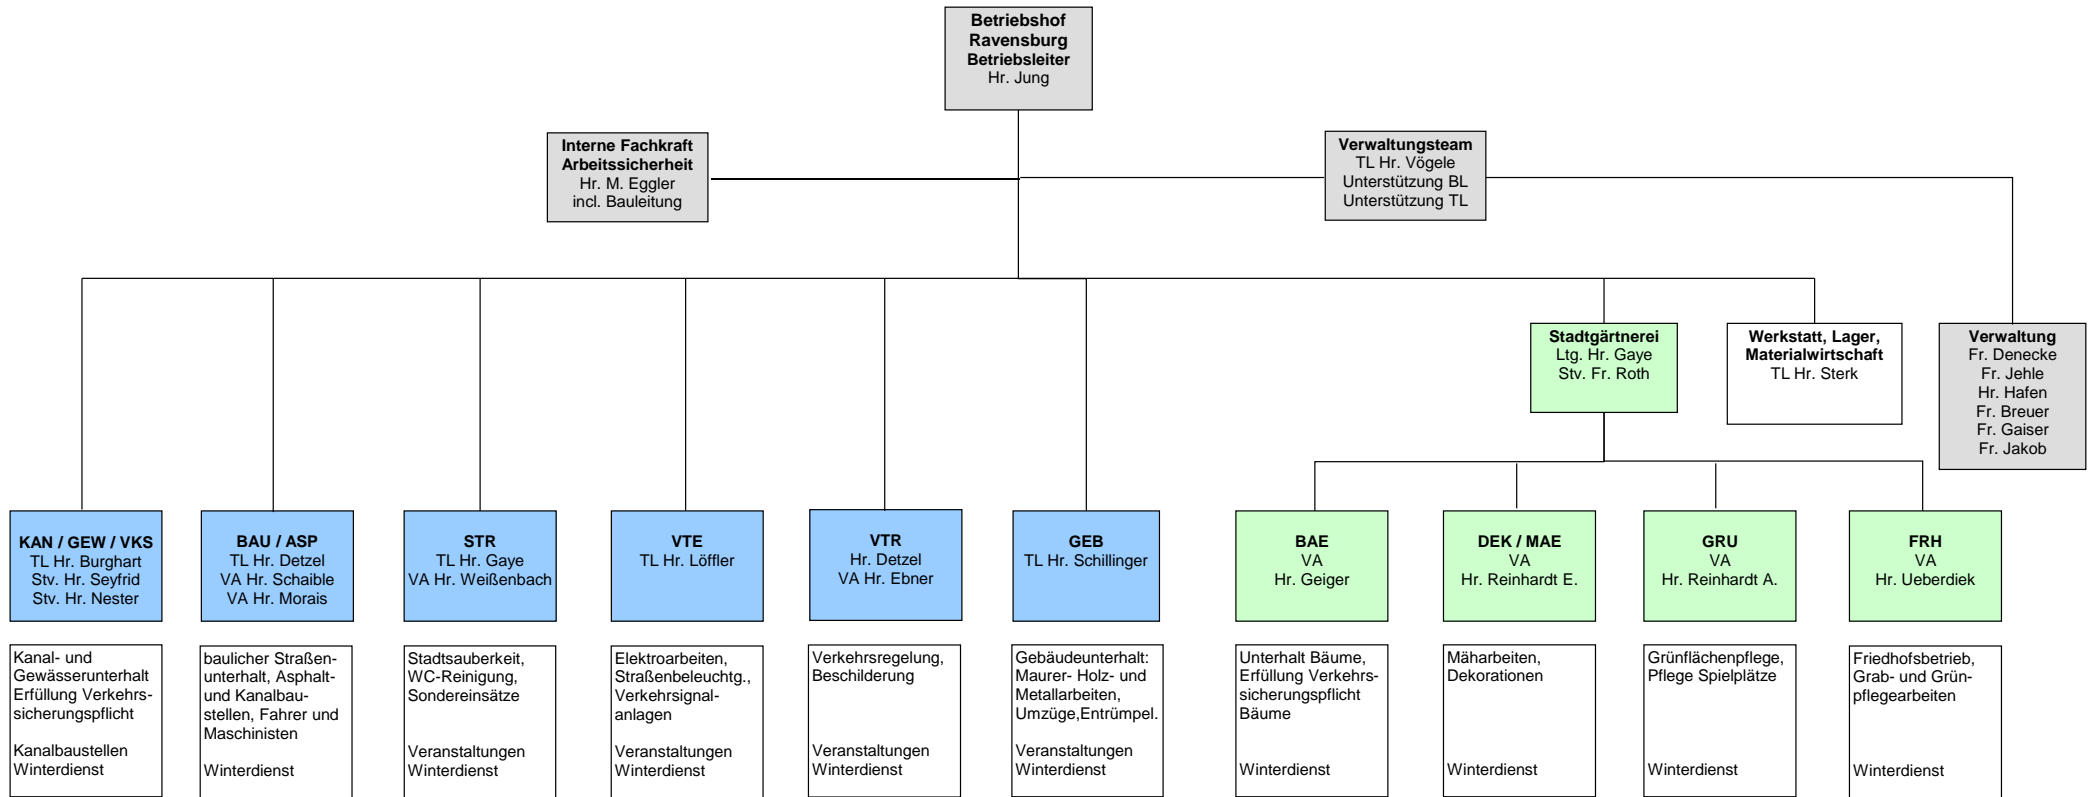 Betriebshof
Ravensburg
Betriebsleiter
Hr. Jung
Interne Fachkraft
Arbeitssicherheit
Hr. M. Eggler
incl. Bauleitung
Verwaltungsteam
TL Hr. Vögele
Unterstützung BL
Unterstützung TL
Stadtgärtnerei
Ltg. Hr. Gaye
Stv. Fr. Roth
Werkstatt, Lager,
Materialwirtschaft
TL Hr. Sterk
Verwaltung
Fr. Denecke
Fr. Jehle
Hr. Hafen
Fr. Breuer
Fr. Gaiser
Fr. Jakob
KAN / GEW / VKS
TL Hr. Burghart
Stv. Hr. Seyfrid
Stv. Hr. Nester
BAU / ASP
TL Hr. Detzel
VA Hr. Schaible
VA Hr. Morais
STR
TL Hr. Gaye
VA Hr. Weißenbach
VTE
TL Hr. Löffler
VTR
Hr. Detzel
VA Hr. Ebner
GEB
TL Hr. Schillinger
BAE
VA
Hr. Geiger
DEK / MAE
VA
Hr. Reinhardt E.
GRU
VA
Hr. Reinhardt A.
FRH
VA
Hr. Ueberdiek
Kanal- und
Gewässerunterhalt
Erfüllung Verkehrs-
sicherungspflicht
Kanalbaustellen
Winterdienst
baulicher Straßen-
unterhalt, Asphalt-
und Kanalbau-
stellen, Fahrer und
Maschinisten
Winterdienst
Stadtsauberkeit,
WC-Reinigung,
Sondereinsätze
Veranstaltungen
Winterdienst
Elektroarbeiten,
Straßenbeleuchtg.,
Verkehrsignal-
anlagen
Veranstaltungen
Winterdienst
Verkehrsregelung,
Beschilderung
Veranstaltungen
Winterdienst
Gebäudeunterhalt:
Maurer- Holz- und
Metallarbeiten,
Umzüge,Entrümpel.
Veranstaltungen
Winterdienst
Unterhalt Bäume,
Erfüllung Verkehrs-
sicherungspflicht
Bäume
Winterdienst
Mäharbeiten,
Dekorationen
Winterdienst
Grünflächenpflege,
Pflege Spielplätze
Winterdienst
Friedhofsbetrieb,
Grab- und Grün-
pflegearbeiten
Winterdienst